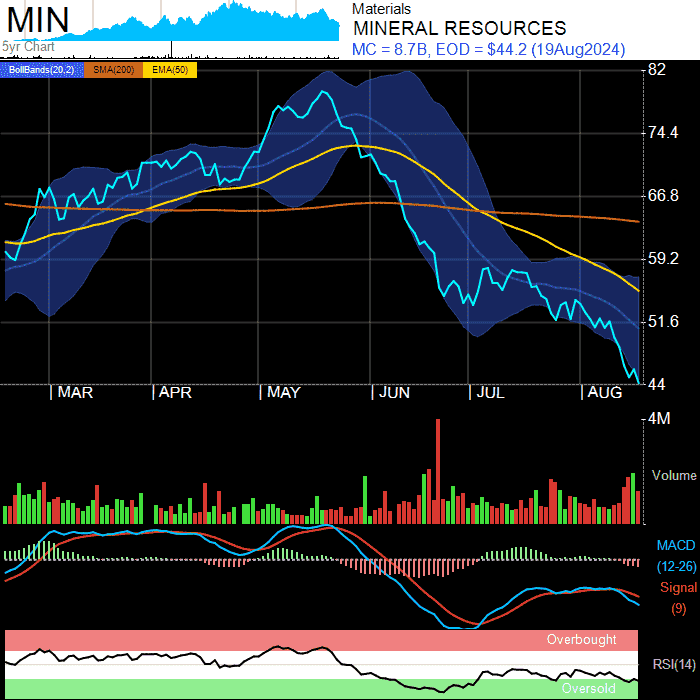 MIN
5yr Chart
Materials
MINERAL RESOURCES
MC = 8.7B, EOD = $44.2 (19Aug2024)
BollBands(20,2) SMA(200) EMA(50)
82
74.4
66.8
59.2
51.6
44
MAR APR MAY JUN JUL AUG
4M
Volume
MACD
(12-26)
Signal
(9)
Overbought
RSI(14)
Oversold